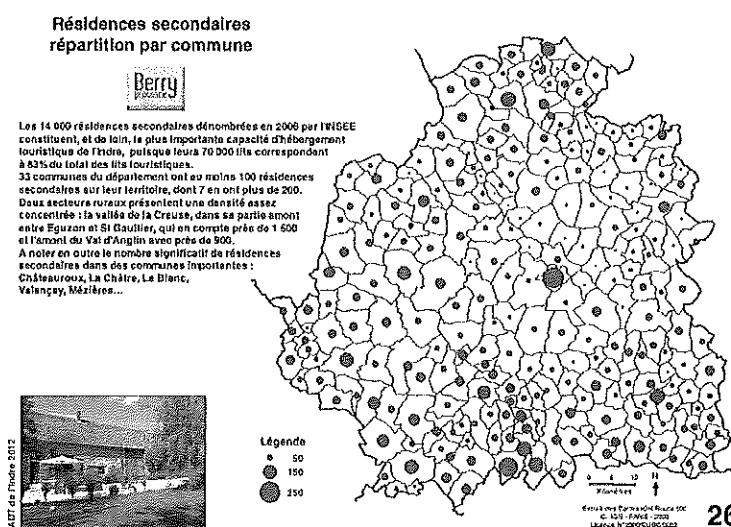 Résidences secondaires
répartition par commune
Berry
Les 14 000 résidences secondaires dénombrées en 2006 par l'INSEE
constituent, et de loin, la plus importante capacité d'hébergement
touristique de l'Indre, puisque leurs 70 000 lits correspondent
à 83% du total des lits touristiques.
33 communes du département ont au moins 100 résidences
secondaires sur leur territoire, dont 7 en ont plus de 200.
Deux secteurs ruraux présentent une densité assez
concentrée : la vallée de la Creuse, dans sa partie amont
entre Eguzon et St Gaultier, qui en compte près de 1 500
et l'amont du Val d'Anglin avec près de 900.
A noter en outre le nombre significatif de résidences
secondaires dans des communes importantes :
Châteauroux, La Châtre, Le Blanc,
Valençay, Mézières...
ADT de l'Indre 2012
Légende
50
150
250
N
Kilomètres
26